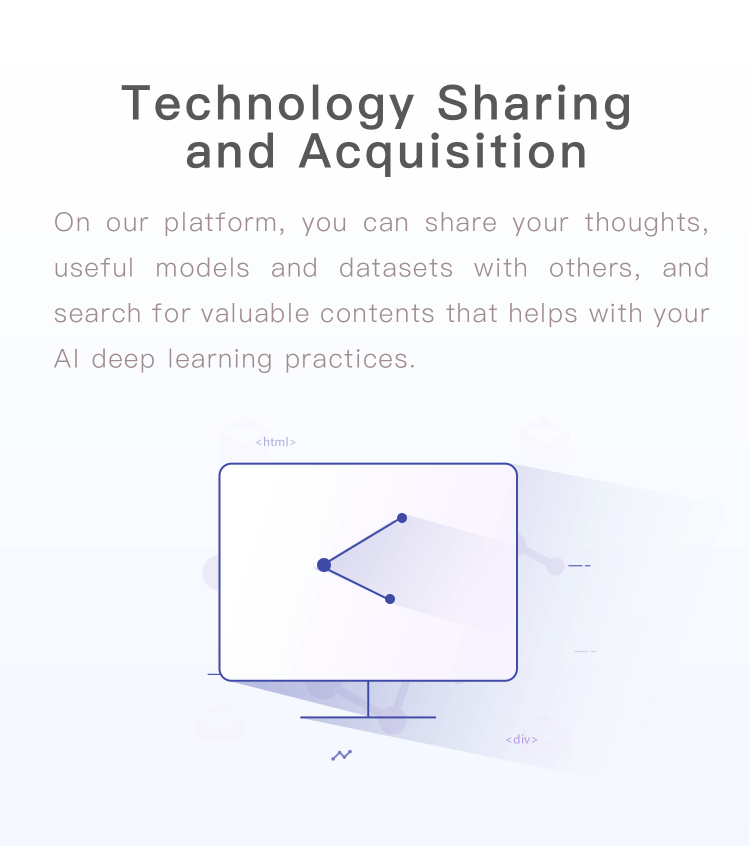 Technology Sharing
and Acquisition
On our platform, you can share your thoughts,
useful models and datasets with others, and
search for valuable contents that helps with your
AI deep learning practices.
<html>
<div>